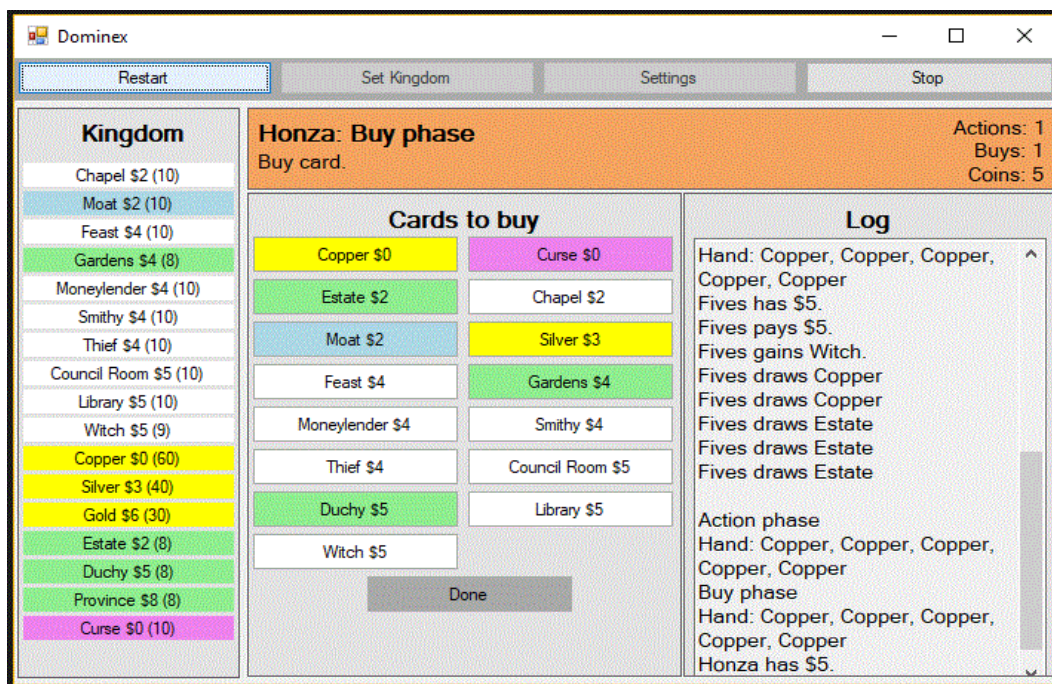 Dominex
Restart
Set Kingdom
Settings
Stop
Kingdom
Chapel $2 (10)
Moat $2 (10)
Feast $4 (10)
Gardens $4 (8)
Moneylender $4 (10)
Smithy $4 (10)
Thief $4 (10)
Council Room $5 (10)
Library $5 (10)
Witch $5 (9)
Copper $0 (60)
Silver $3 (40)
Gold $6 (30)
Estate $2 (8)
Duchy $5 (8)
Province $8 (8)
Curse $0 (10)
Honza: Buy phase
Buy card.
Actions: 1
Buys: 1
Coins: 5
Cards to buy
Copper $0
Curse $0
Estate $2
Chapel $2
Moat $2
Silver $3
Feast $4
Gardens $4
Moneylender $4
Smithy $4
Thief $4
Council Room $5
Duchy $5
Library $5
Witch $5
Done
Log
Hand: Copper, Copper, Copper,
Copper, Copper
Fives has $5.
Fives pays $5.
Fives gains Witch.
Fives draws Copper
Fives draws Copper
Fives draws Estate
Fives draws Estate
Fives draws Estate
Action phase
Hand: Copper, Copper, Copper,
Copper, Copper
Buy phase
Hand: Copper, Copper, Copper,
Copper, Copper
Honza has $5.